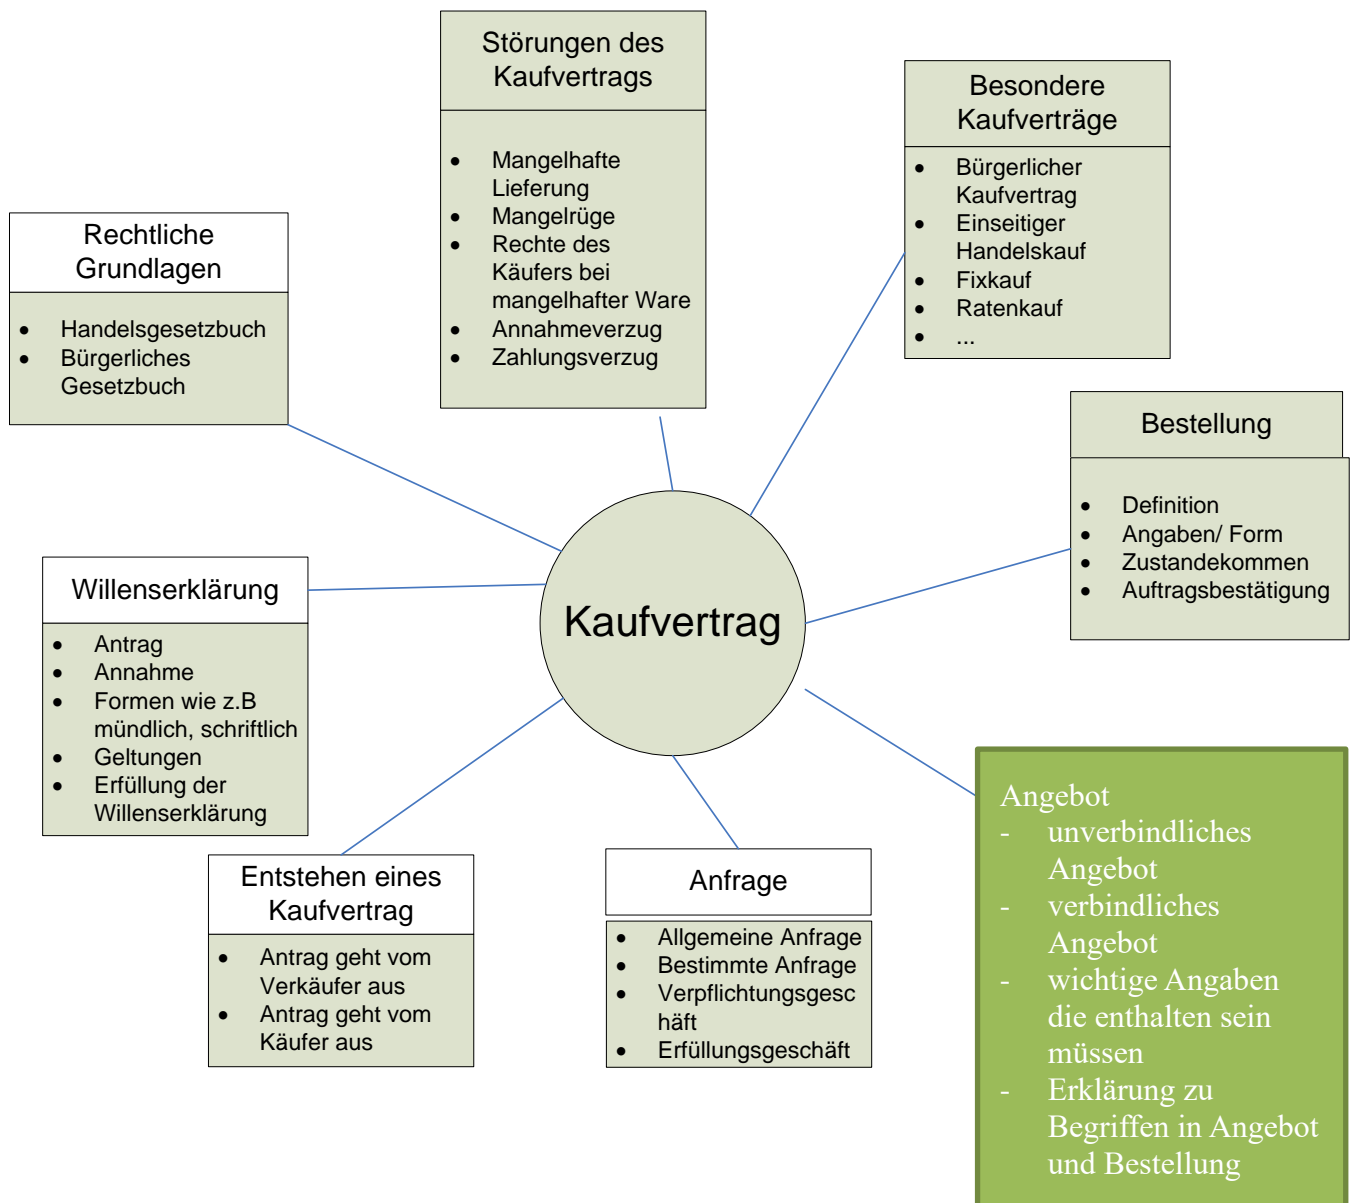 Störungen des
Kaufvertrags
• Mangelhafte
Lieferung
• Mangelrüge
• Rechte des
Käufers bei
mangelhafter Ware
• Annahmeverzug
• Zahlungsverzug
Besondere
Kaufverträge
• Bürgerlicher
Kaufvertrag
• Einseitiger
Handelskauf
• Fixkauf
• Ratenkauf
• ...
Rechtliche
Grundlagen
• Handelsgesetzbuch
• Bürgerliches
Gesetzbuch
Bestellung
• Definition
• Angaben/ Form
• Zustandekommen
• Auftragsbestätigung
Willenserklärung
• Antrag
• Annahme
• Formen wie z.B
mündlich, schriftlich
• Geltungen
• Erfüllung der
Willenserklärung
Kaufvertrag
Angebot
- unverbindliches
Angebot
- verbindliches
Angebot
- wichtige Angaben
die enthalten sein
müssen
- Erklärung zu
Begriffen in Angebot
und Bestellung
Entstehen eines
Kaufvertrag
• Antrag geht vom
Verkäufer aus
• Antrag geht vom
Käufer aus
Anfrage
• Allgemeine Anfrage
• Bestimmte Anfrage
• Verpflichtungsgesc
häft
• Erfüllungsgeschäft